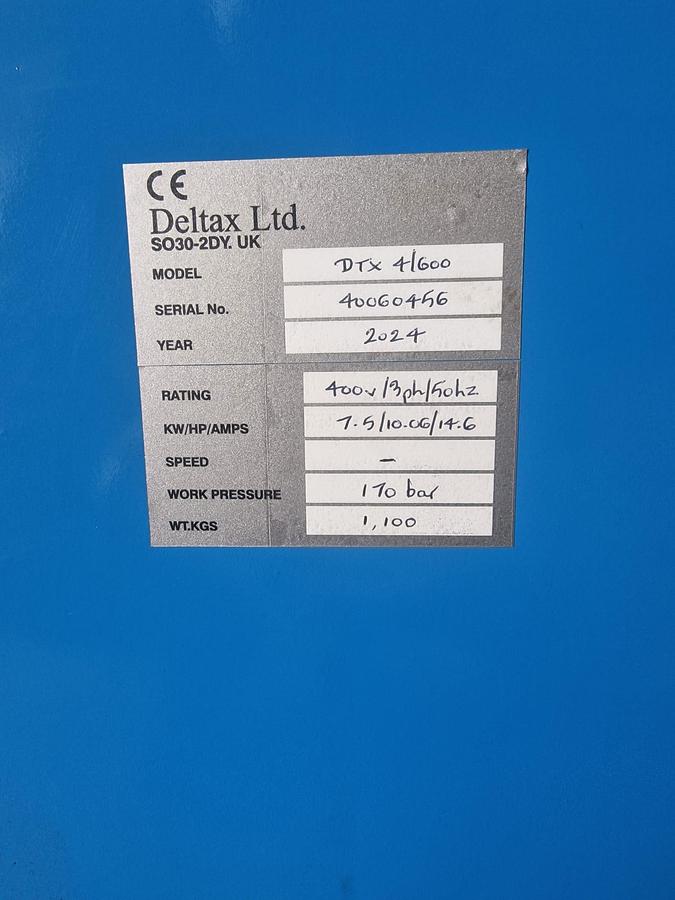 CE
Deltax Ltd.
SO30-2DY. UK
MODEL DTX 4/600
SERIAL No. 40060456
YEAR 2024
RATING 400v/3ph/50hz
KW/HP/AMPS 7.5/10.06/14.6
SPEED -
WORK PRESSURE 170 bar
WT.KGS 1,100